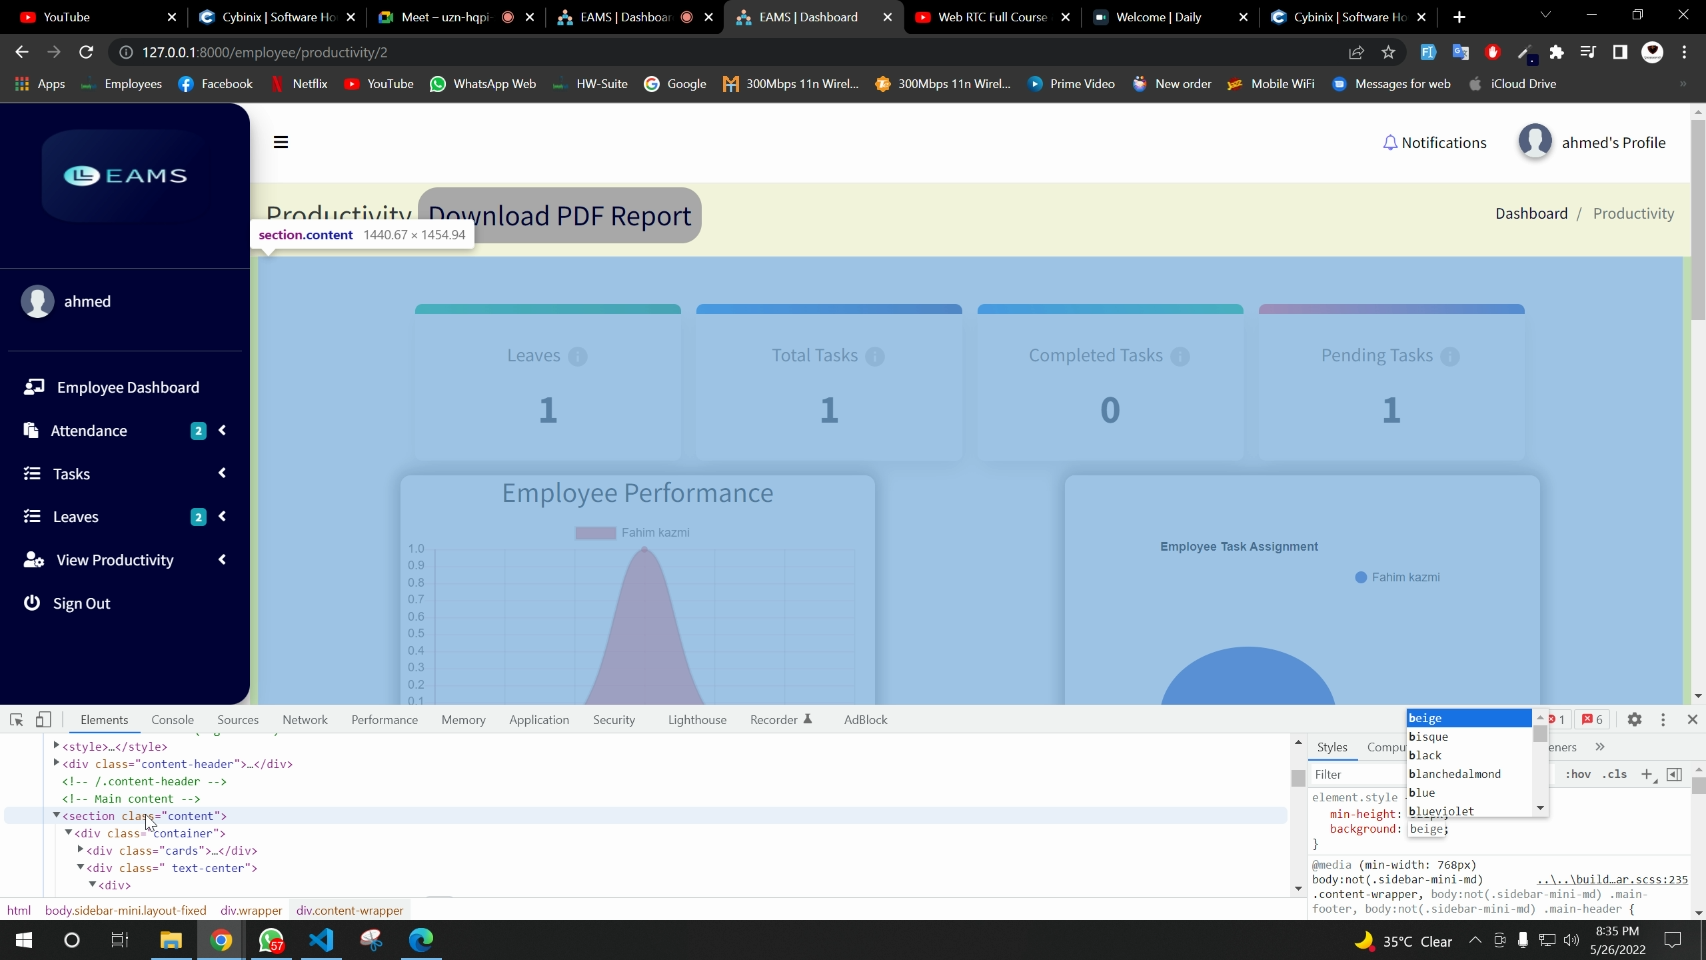 YouTube
Cybinix | Software Ho
Meet – uzn-hqpi-
EAMS | Dashboar
EAMS | Dashboard
Web RTC Full Course
Welcome | Daily
Cybinix | Software Ho
127.0.0.1:8000/employee/productivity/2
Apps
Employees
Facebook
Netflix
YouTube
WhatsApp Web
HW-Suite
Google
300Mbps 11n Wirel...
300Mbps 11n Wirel...
Prime Video
New order
Mobile WiFi
Messages for web
iCloud Drive
EAMS
Notifications
ahmed's Profile
Productivity
Download PDF Report
Dashboard / Productivity
section.content 1440.67 × 1454.94
ahmed
Employee Dashboard
Attendance 2
Tasks
Leaves 2
View Productivity
Sign Out
Leaves
1
Total Tasks
1
Completed Tasks
0
Pending Tasks
1
Employee Performance
Fahim kazmi
1.0
0.9
0.8
0.7
0.6
0.5
0.4
0.3
0.2
0.1
Employee Task Assignment
Fahim kazmi
Elements
Console
Sources
Network
Performance
Memory
Application
Security
Lighthouse
Recorder
AdBlock
1
6
<style>…</style>
<div class="content-header">…</div>
<!-- /.content-header -->
<!-- Main content -->
<section class="content">
<div class="container">
<div class="cards">…</div>
<div class=" text-center">
<div>
html
body.sidebar-mini.layout-fixed
div.wrapper
div.content-wrapper
Styles
Compu
eners
Filter
:hov
.cls
element.style
min-height:
background: beige;
}
beige
bisque
black
blanchedalmond
blue
blueviolet
@media (min-width: 768px)
body:not(.sidebar-mini-md) ..\..\build…ar.scss:235
.content-wrapper, body:not(.sidebar-mini-md) .main-
footer, body:not(.sidebar-mini-md) .main-header {
57
35°C Clear
8:35 PM
5/26/2022